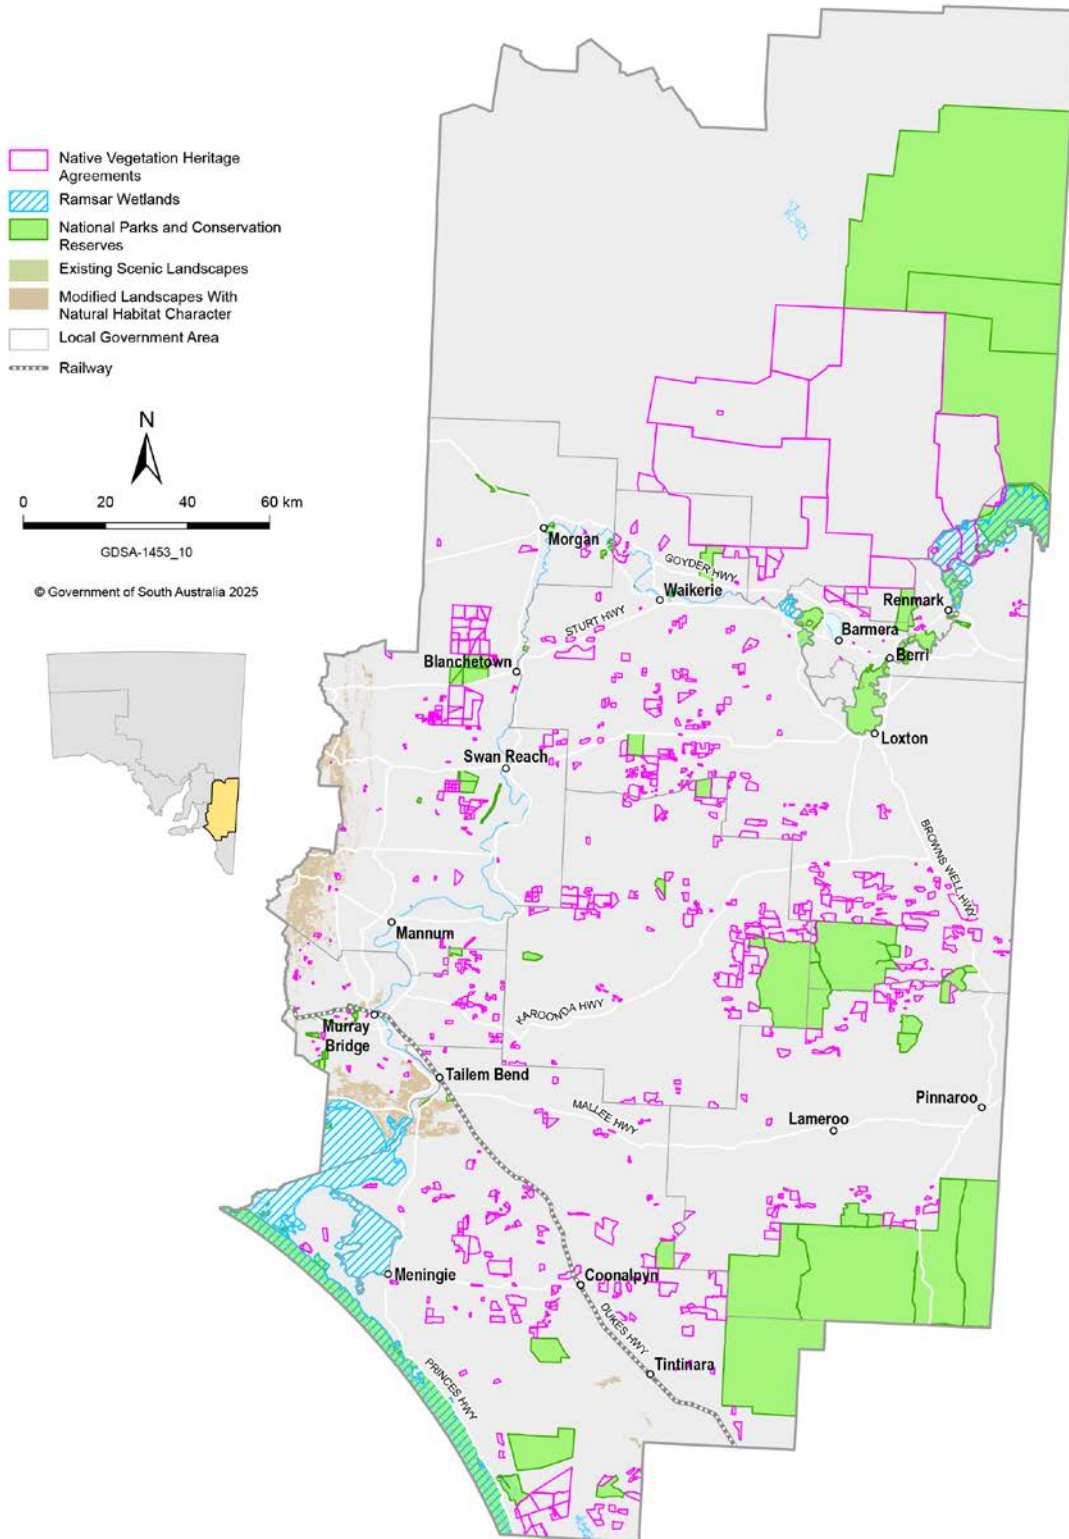 Native Vegetation Heritage
Agreements
Ramsar Wetlands
National Parks and Conservation
Reserves
Existing Scenic Landscapes
Modified Landscapes With
Natural Habitat Character
Local Government Area
Railway
N
0 20 40 60 km
GDSA-1453_10
© Government of South Australia 2025
Morgan
GOYDER HWY
Waikerie
Renmark
STURT HWY
Barmera
Berri
Blanchetown
Loxton
Swan Reach
BROWNS WELL HWY
Mannum
KAROONDA HWY
Murray
Bridge
Tailem Bend
Pinnaroo
MALLEE HWY
Lameroo
Meningie
Coonalpyn
DUKES HWY
Tintinara
PRINCES HWY